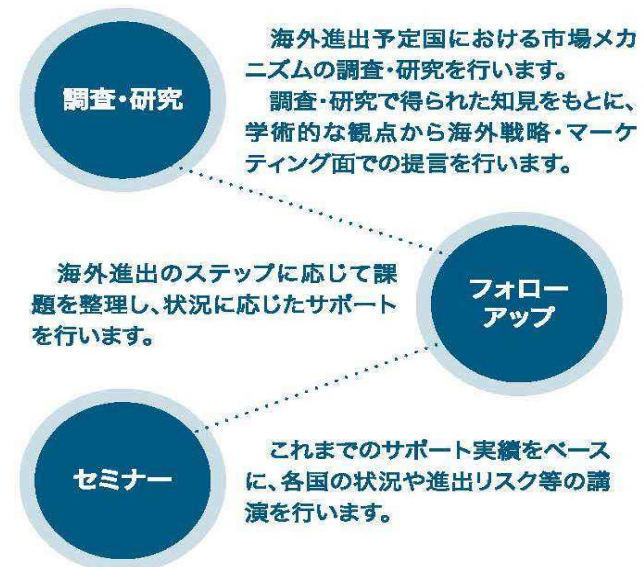 調査・研究
海外進出予定国における市場メカ
ニズムの調査・研究を行います。
調査・研究で得られた知見をもとに、
学術的な観点から海外戦略・マーケ
ティング面での提言を行います。
海外進出のステップに応じて課
題を整理し、状況に応じたサポート
を行います。
フォロー
アップ
セミナー
これまでのサポート実績をベース
に、各国の状況や進出リスク等の講
演を行います。